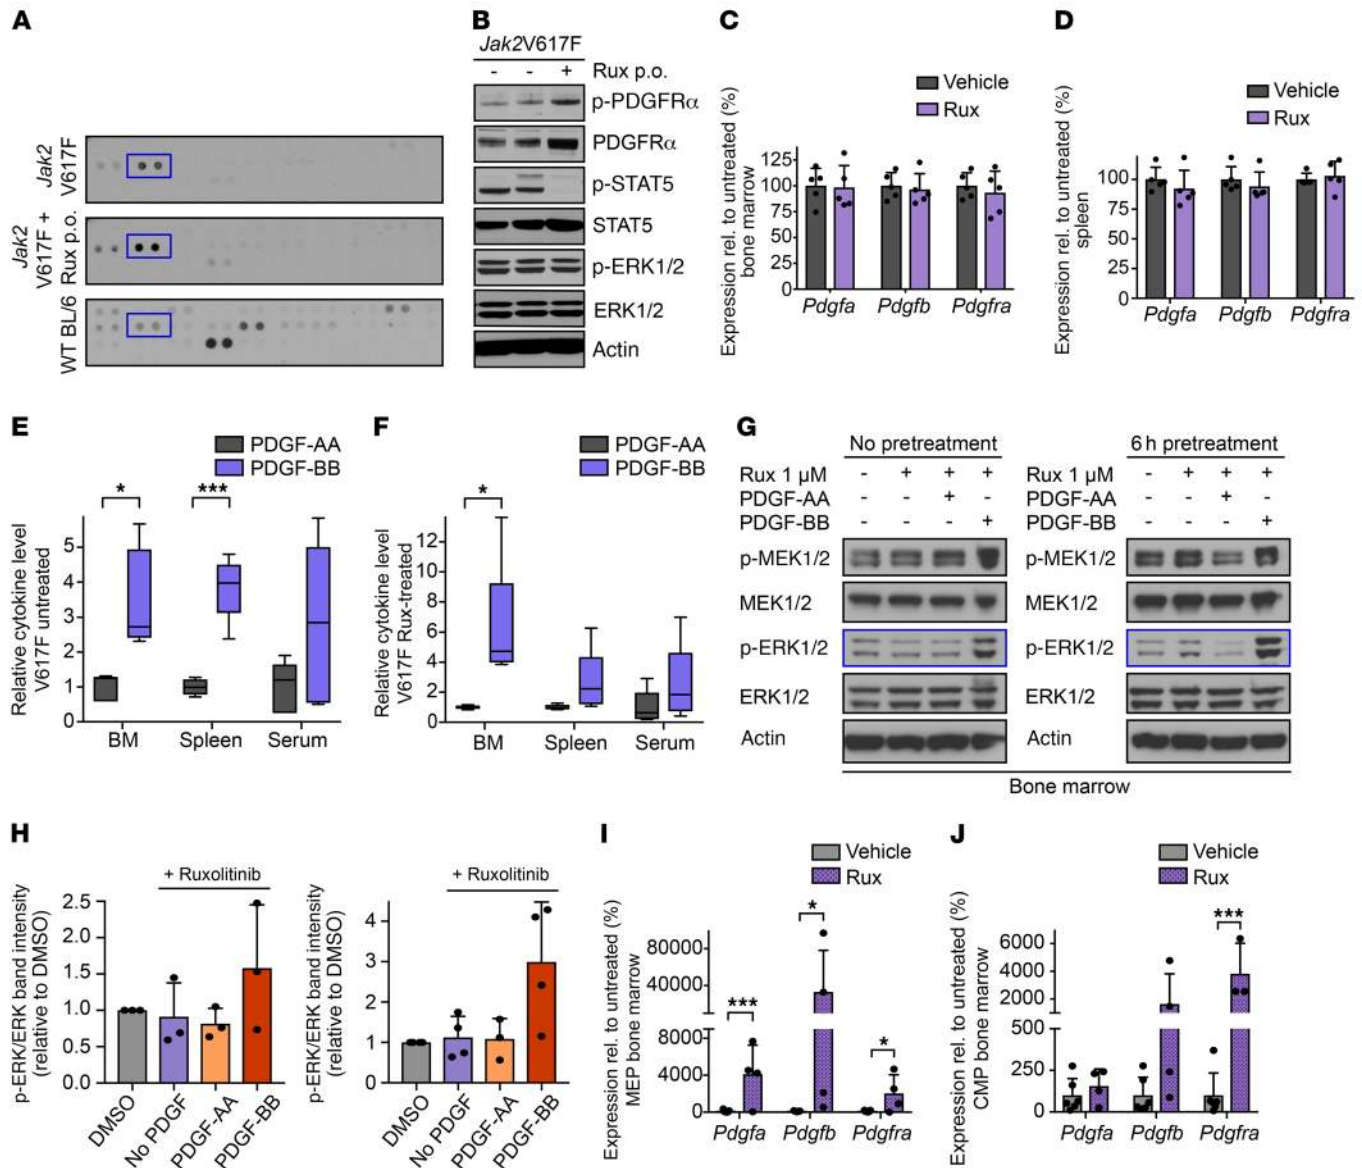 A
Jak2
V617F
Jak2
V617F +
Rux p.o.
WT BL/6
B
Jak2V617F
- - + Rux p.o.
p-PDGFRα
PDGFRα
p-STAT5
STAT5
p-ERK1/2
ERK1/2
Actin
C
Vehicle
Rux
Expression rel. to untreated (%)
bone marrow
125
100
75
50
25
0
Pdgfa Pdgfb Pdgfra
D
Vehicle
Rux
Expression rel. to untreated (%)
spleen
100
75
50
25
0
Pdgfa Pdgfb Pdgfra
E
PDGF-AA
PDGF-BB
* ***
Relative cytokine level
V617F untreated
5
4
3
2
1
0
BM Spleen Serum
F
PDGF-AA
PDGF-BB
*
Relative cytokine level
V617F Rux-treated
12
10
8
6
4
2
0
BM Spleen Serum
G
No pretreatment
Rux 1 µM - + + +
PDGF-AA - - + -
PDGF-BB - - - +
p-MEK1/2
MEK1/2
p-ERK1/2
ERK1/2
Actin
6 h pretreatment
Rux 1 µM - + + +
PDGF-AA - - + -
PDGF-BB - - - +
p-MEK1/2
MEK1/2
p-ERK1/2
ERK1/2
Actin
Bone marrow
H
+ Ruxolitinib
p-ERK/ERK band intensity
(relative to DMSO)
2.5
2.0
1.5
1.0
0.5
0.0
DMSO
No PDGF
PDGF-AA
PDGF-BB
+ Ruxolitinib
p-ERK/ERK band intensity
(relative to DMSO)
4
3
2
1
0
DMSO
No PDGF
PDGF-AA
PDGF-BB
I
Vehicle
Rux
Expression rel. to untreated (%)
MEP bone marrow
80000
40000
8000
4000
0
*** * *
Pdgfa Pdgfb Pdgfra
J
Vehicle
Rux
Expression rel. to untreated (%)
CMP bone marrow
6000
4000
2000
500
250
0
***
Pdgfa Pdgfb Pdgfra